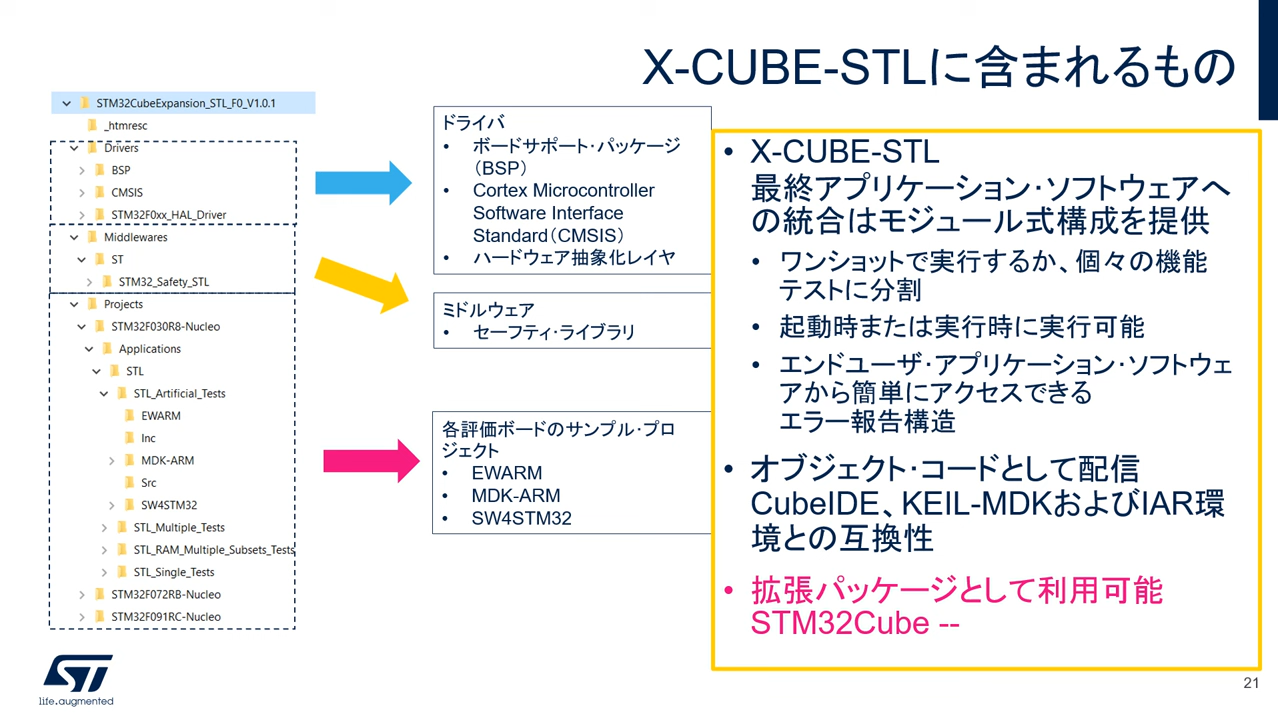 X-CUBE-STLに含まれるもの
STM32CubeExpansion_STL_F0_V1.0.1
_htmresc
Drivers
BSP
CMSIS
STM32F0xx_HAL_Driver
Middlewares
ST
STM32_Safety_STL
Projects
STM32F030R8-Nucleo
Applications
STL
STL_Artificial_Tests
EWARM
Inc
MDK-ARM
Src
SW4STM32
STL_Multiple_Tests
STL_RAM_Multiple_Subsets_Tests
STL_Single_Tests
STM32F072RB-Nucleo
STM32F091RC-Nucleo
ドライバ
• ボードサポート・パッケージ
（BSP）
• Cortex Microcontroller
Software Interface
Standard（CMSIS）
• ハードウェア抽象化レイヤ
ミドルウェア
• セーフティ・ライブラリ
各評価ボードのサンプル・プロ
ジェクト
• EWARM
• MDK-ARM
• SW4STM32
• X-CUBE-STL
最終アプリケーション・ソフトウェアへ
の統合はモジュール式構成を提供
• ワンショットで実行するか、個々の機能
テストに分割
• 起動時または実行時に実行可能
• エンドユーザ・アプリケーション・ソフトウェ
アから簡単にアクセスできる
エラー報告構造
• オブジェクト・コードとして配信
CubeIDE、KEIL-MDKおよびIAR環
境との互換性
• 拡張パッケージとして利用可能
STM32Cube --
ST
life.augmented
21